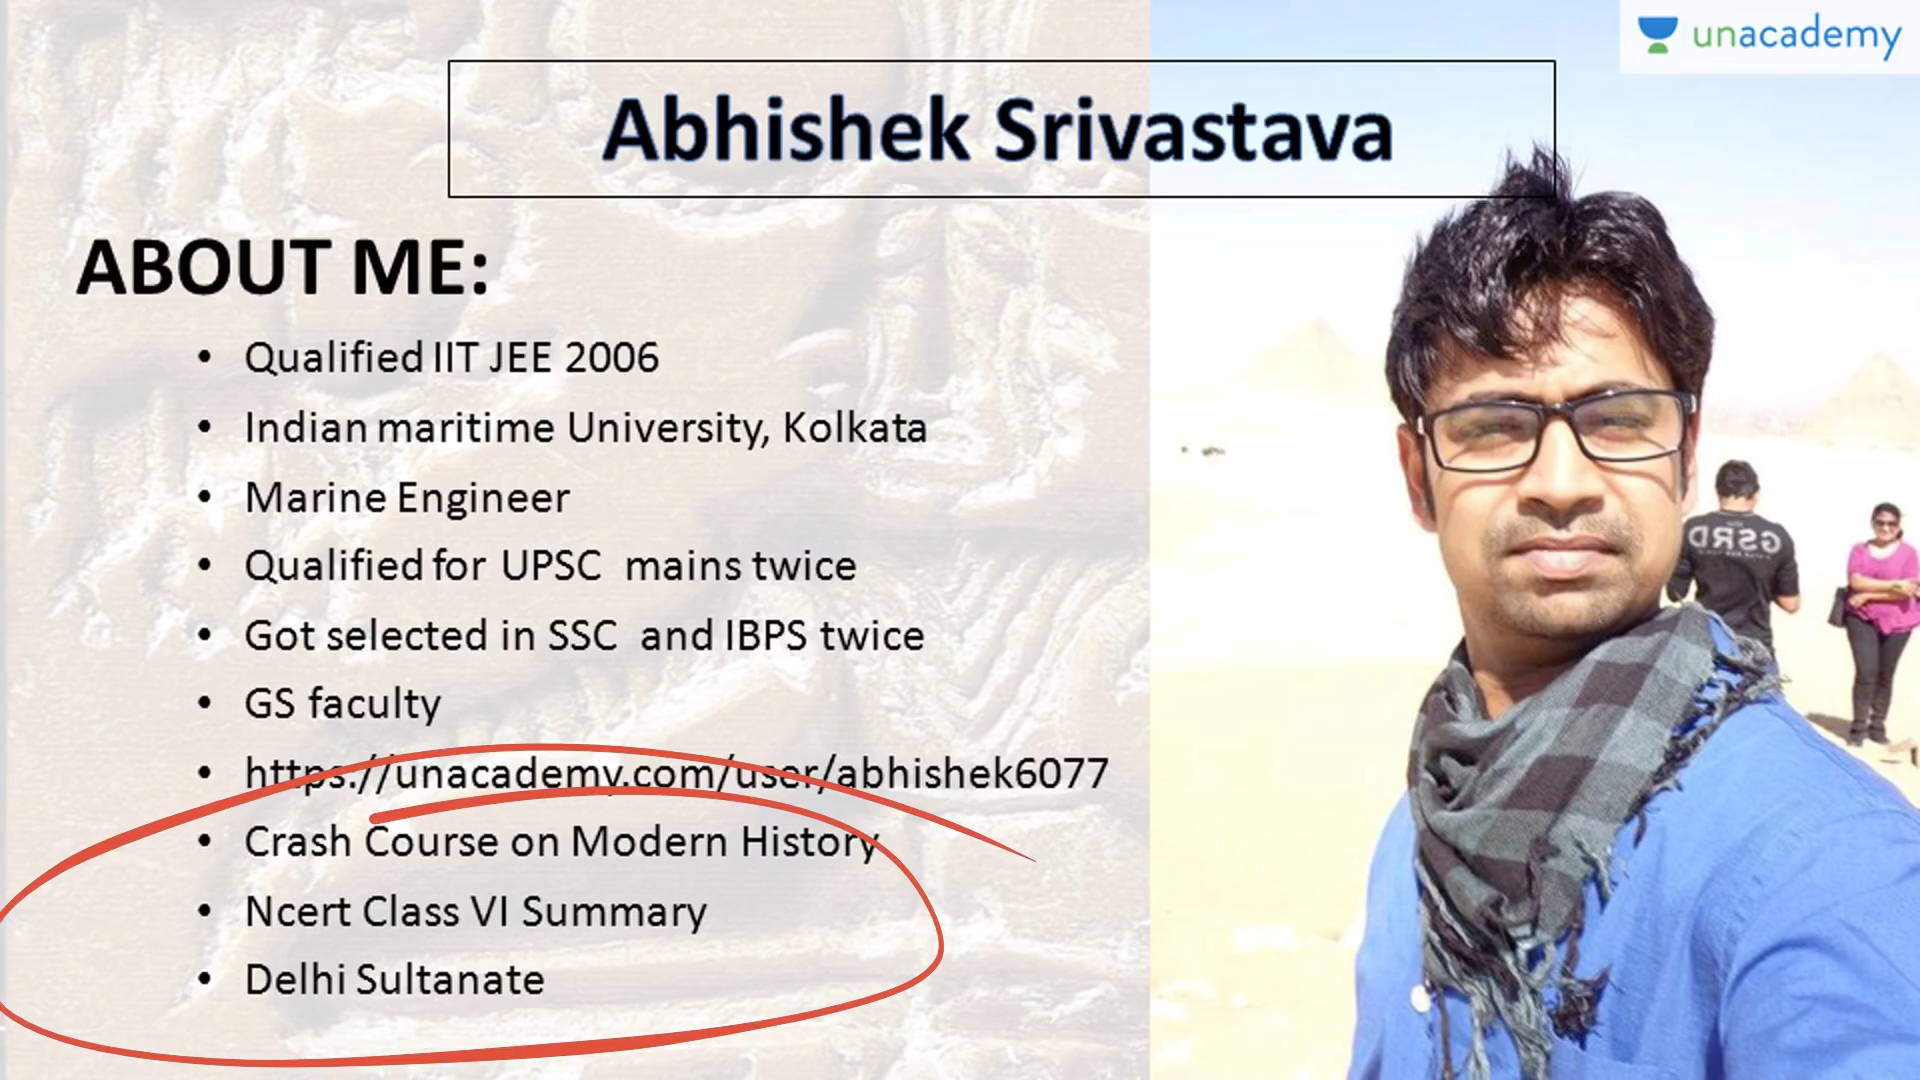 unacademy
Abhishek Srivastava
ABOUT ME:
• Qualified IIT JEE 2006
• Indian maritime University, Kolkata
• Marine Engineer
• Qualified for UPSC mains twice
• Got selected in SSC and IBPS twice
• GS faculty
• https://unacademy.com/user/abhishek6077
• Crash Course on Modern History
• Ncert Class VI Summary
• Delhi Sultanate
GSRD